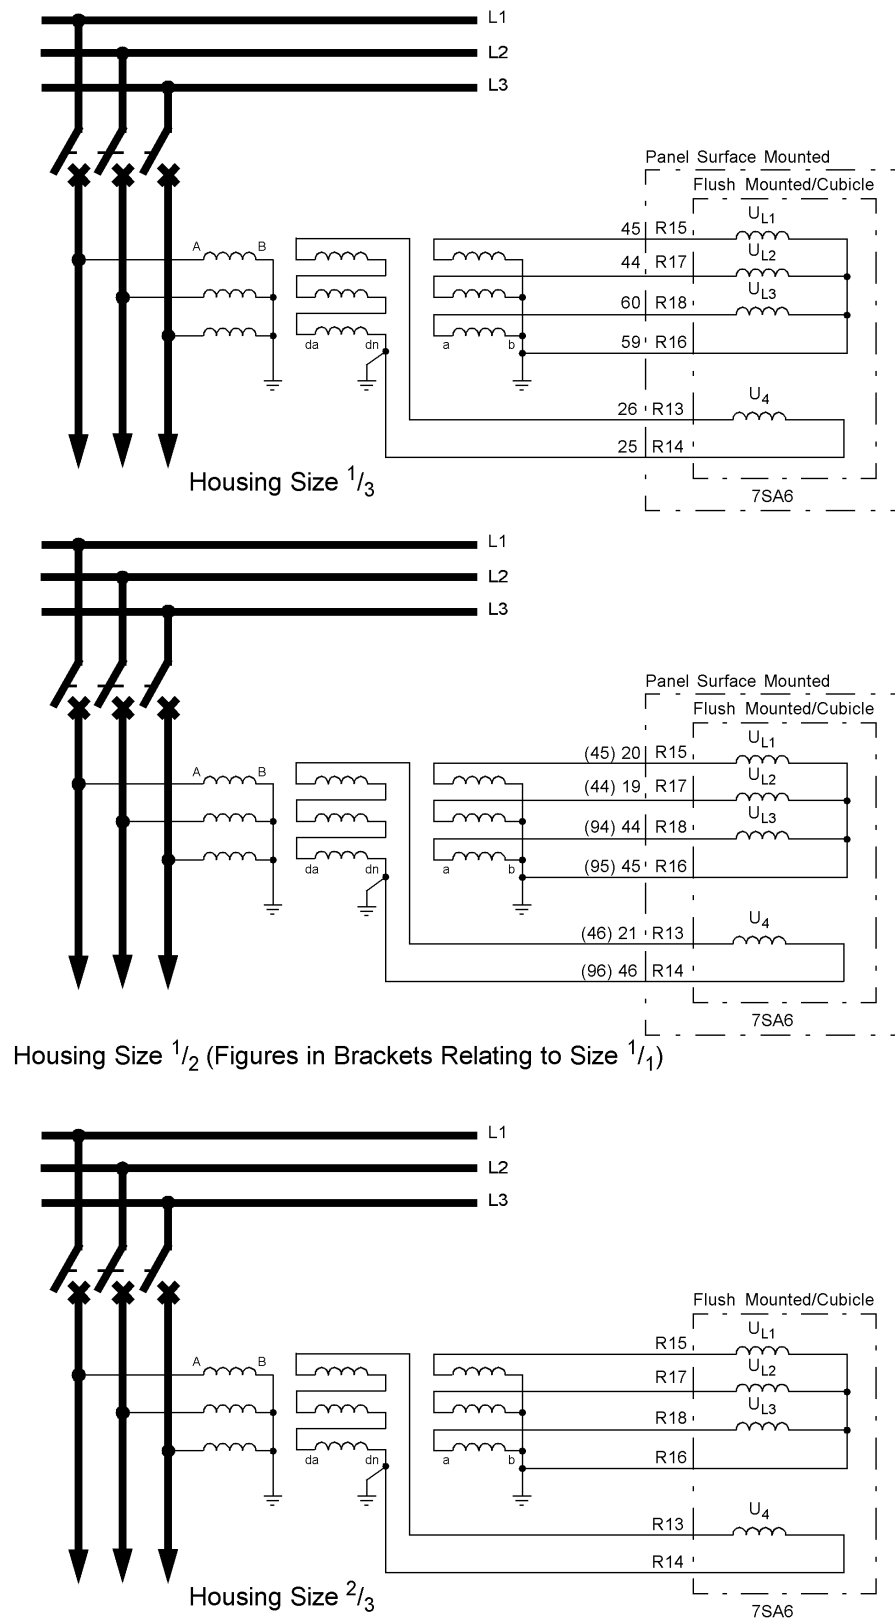 L1
L2
L3
Panel Surface Mounted
Flush Mounted/Cubicle
UL1
45 R15
A B
UL2
44 R17
UL3
60 R18
da dn a b
59 R16
U4
26 R13
25 R14
Housing Size 1/3
7SA6
L1
L2
L3
Panel Surface Mounted
Flush Mounted/Cubicle
UL1
(45) 20 R15
A B
UL2
(44) 19 R17
UL3
(94) 44 R18
da dn a b
(95) 45 R16
U4
(46) 21 R13
(96) 46 R14
7SA6
Housing Size 1/2 (Figures in Brackets Relating to Size 1/1)
L1
L2
L3
Flush Mounted/Cubicle
UL1
R15
A B
UL2
R17
UL3
R18
da dn a b
R16
U4
R13
R14
Housing Size 2/3
7SA6